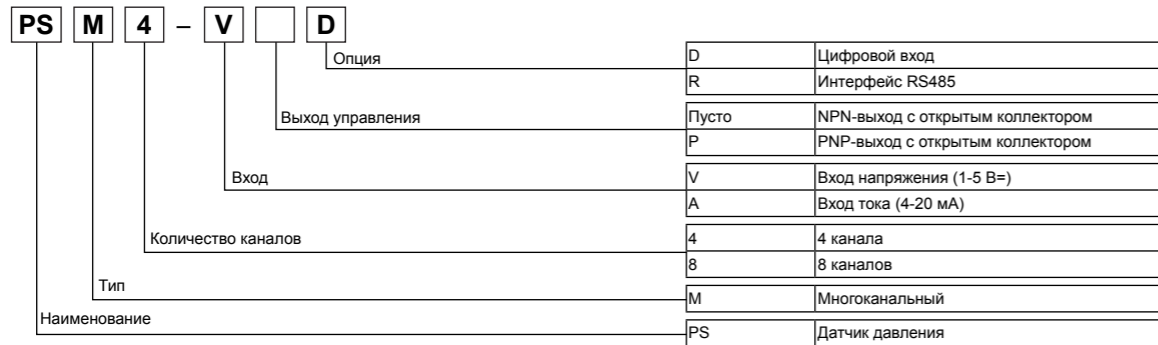 PS M 4 – V D
Опция
D Цифровой вход
R Интерфейс RS485
Выход управления
Пусто NPN-выход с открытым коллектором
P PNP-выход с открытым коллектором
Вход
V Вход напряжения (1-5 В=)
A Вход тока (4-20 мА)
Количество каналов
4 4 канала
8 8 каналов
Тип
M Многоканальный
Наименование
PS Датчик давления